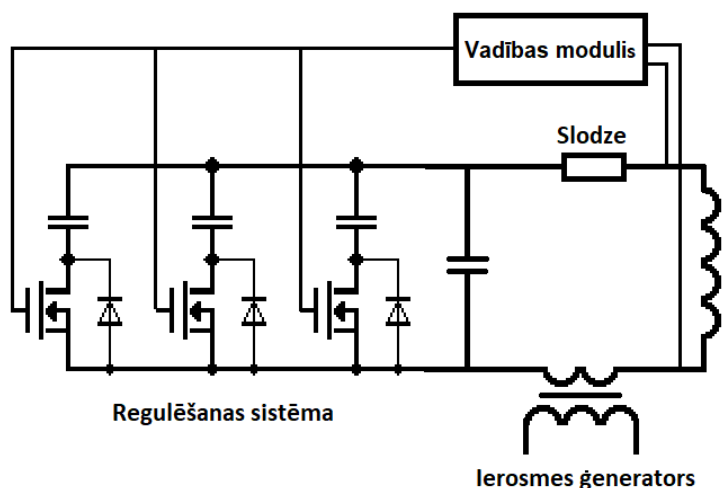 Vadības modulis
Slodze
Regulēšanas sistēma
Ierosmes ģenerators